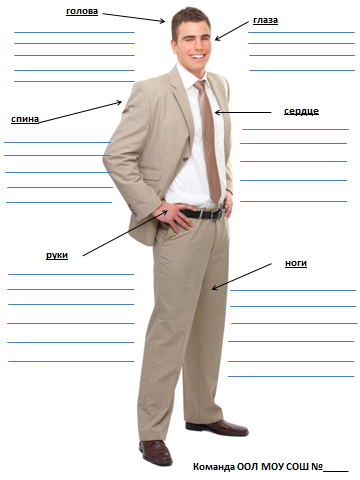 голова
глаза
спина
сердце
руки
ноги
Команда ООЛ МОУ СОШ №_____